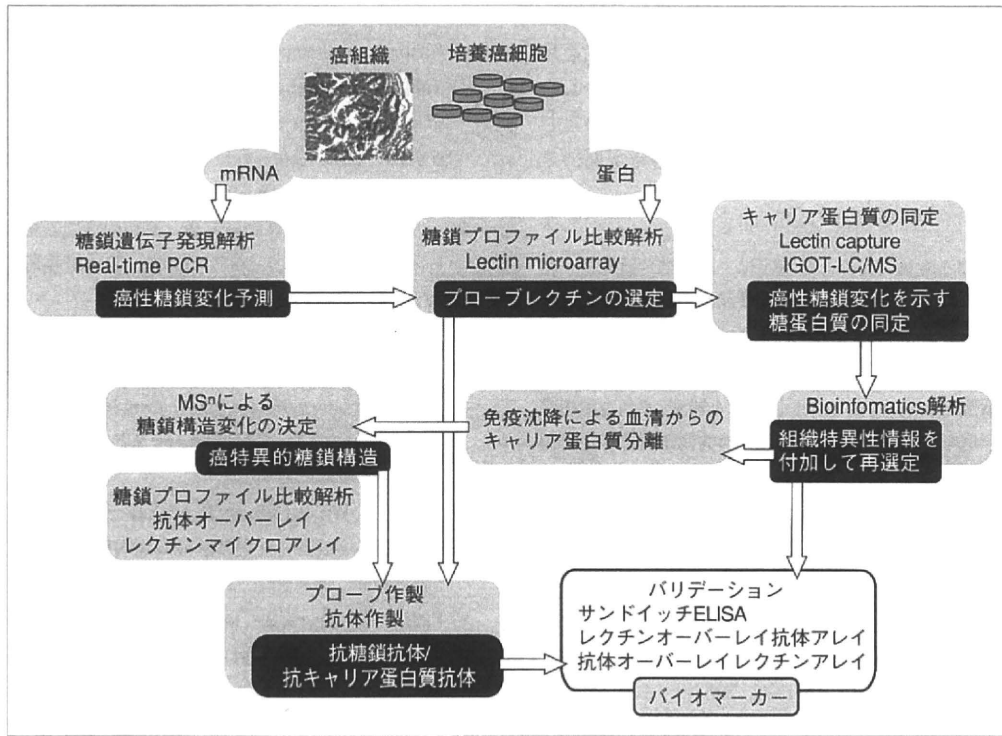 癌組織
培養癌細胞
mRNA
蛋白
糖鎖遺伝子発現解析
Real-time PCR
癌性糖鎖変化予測
糖鎖プロファイル比較解析
Lectin microarray
プローブレクチンの選定
キャリア蛋白質の同定
Lectin capture
IGOT-LC/MS
癌性糖鎖変化を示す
糖蛋白質の同定
MSⁿによる
糖鎖構造変化の決定
癌特異的糖鎖構造
糖鎖プロファイル比較解析
抗体オーバーレイ
レクチンマイクロアレイ
免疫沈降による血清からの
キャリア蛋白質分離
Bioinfomatics解析
組織特異性情報を
付加して再選定
プローブ作製
抗体作製
抗糖鎖抗体/
抗キャリア蛋白質抗体
バリデーション
サンドイッチELISA
レクチンオーバーレイ抗体アレイ
抗体オーバーレイレクチンアレイ
バイオマーカー